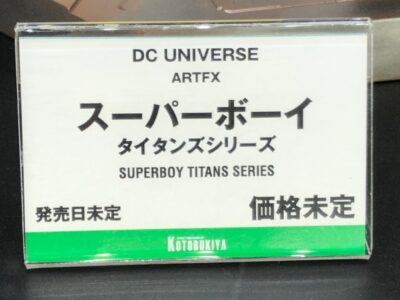 DC UNIVERSE
ARTFX
スーパーボーイ
タイタンズシリーズ
SUPERBOY TITANS SERIES
発売日未定 価格未定
KOTOBUKIYA